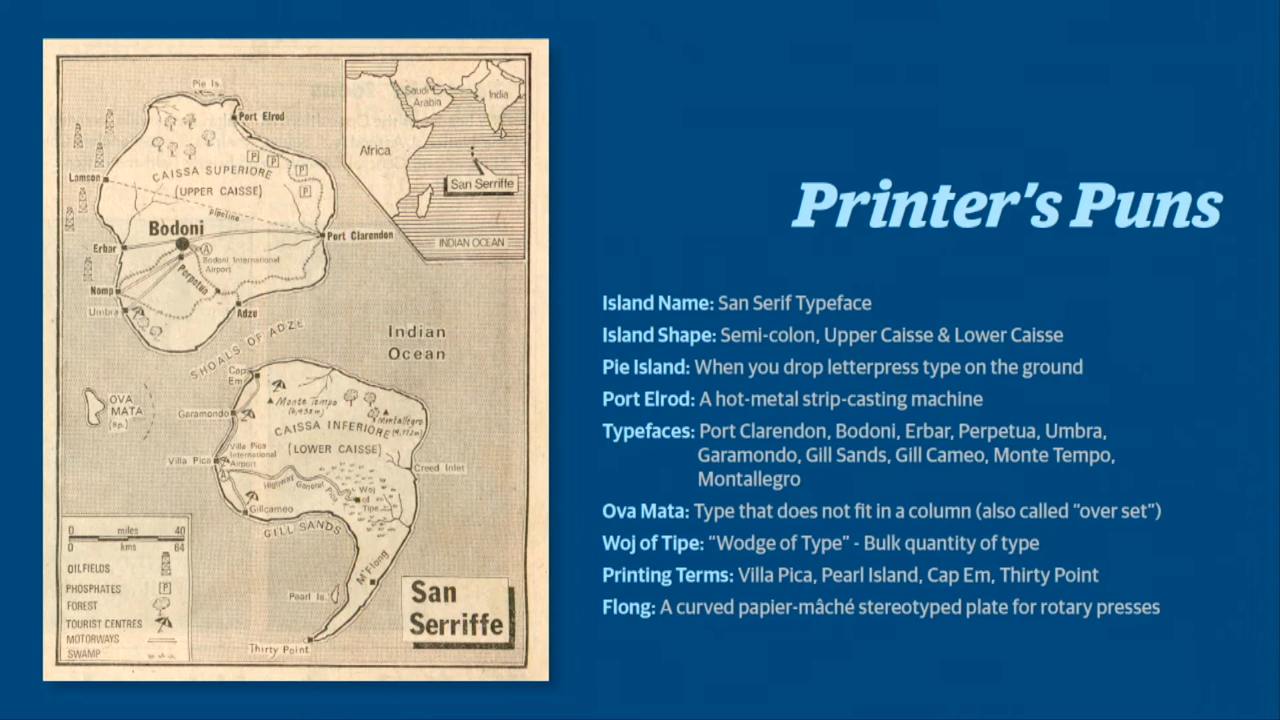 Pie Is.
Port Elrod
P P P P
CAISSA SUPERIORE
(UPPER CAISSE)
Lamson
pipeline
Bodoni
Port Clarendon
Erbar
A
Bodoni International
Airport
Perpetua
Nomp
Umbra
Adze
SHOALS OF ADZE
Indian
Ocean
Saudi
Arabia
India
Africa
San Serriffe
INDIAN OCEAN
Cap
Em
OVA
MATA
(8p.)
Monte Tempo
Montallegro
Garamondo
CAISSA INFERIORE
(LOWER CAISSE)
Villa Pica
International
Airport
Villa Pica
A
Creed Inlet
Highway General Pica
Woj
of
Tipe
Gillcameo
GILL SANDS
M'Flong
Pearl Is.
Thirty Point
0 miles 40
0 kms 64
OILFIELDS
PHOSPHATES P
FOREST
TOURIST CENTRES
MOTORWAYS
SWAMP
San
Serriffe
Printer's Puns
Island Name: San Serif Typeface
Island Shape: Semi-colon, Upper Caisse & Lower Caisse
Pie Island: When you drop letterpress type on the ground
Port Elrod: A hot-metal strip-casting machine
Typefaces: Port Clarendon, Bodoni, Erbar, Perpetua, Umbra,
Garamondo, Gill Sands, Gill Cameo, Monte Tempo,
Montallegro
Ova Mata: Type that does not fit in a column (also called "over set")
Woj of Tipe: "Wodge of Type" - Bulk quantity of type
Printing Terms: Villa Pica, Pearl Island, Cap Em, Thirty Point
Flong: A curved papier-mâché stereotyped plate for rotary presses